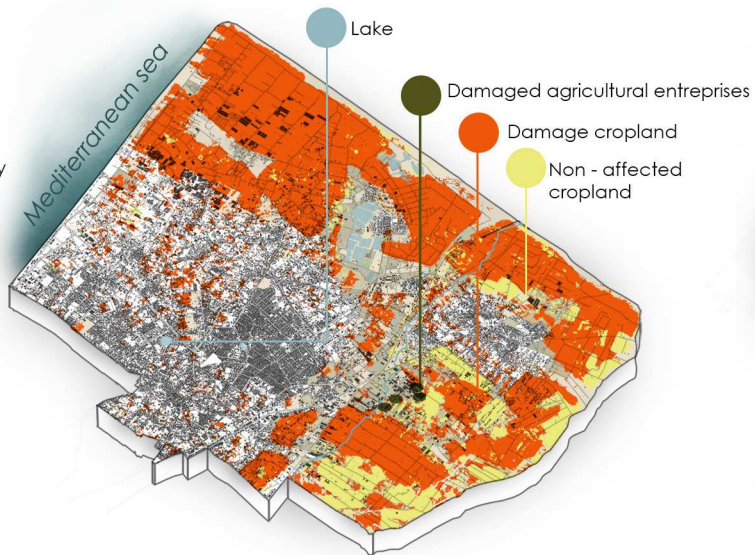 Lake
Damaged agricultural entreprises
Damage cropland
Non - affected
cropland
Mediterranean sea
y